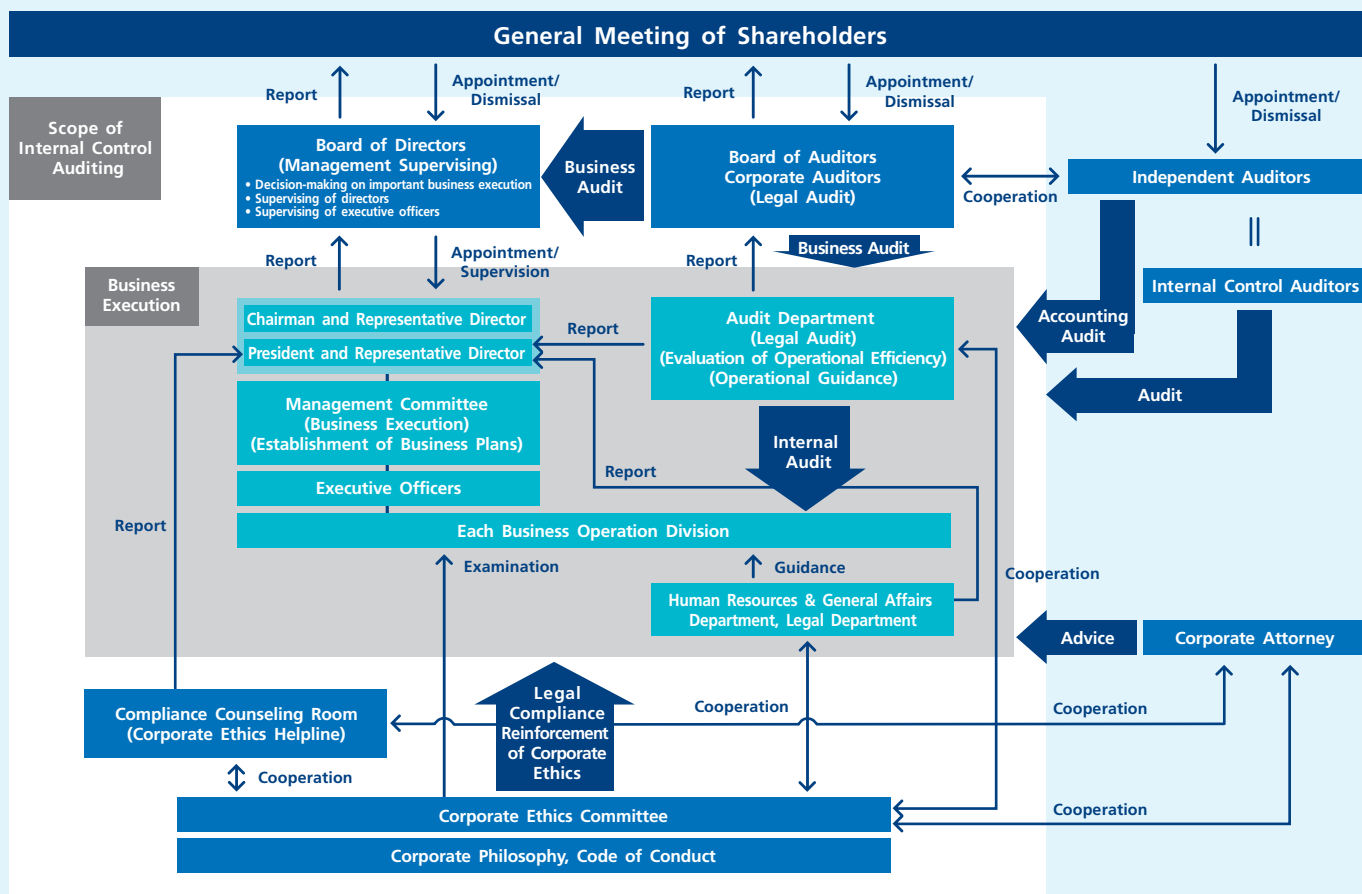 General Meeting of Shareholders
Report
Appointment/
Dismissal
Report
Appointment/
Dismissal
Appointment/
Dismissal
Scope of
Internal Control
Auditing
Board of Directors
(Management Supervising)
• Decision-making on important business execution
• Supervising of directors
• Supervising of executive officers
Business
Audit
Board of Auditors
Corporate Auditors
(Legal Audit)
Cooperation
Independent Auditors
Report
Appointment/
Supervision
Report
Business Audit
Business
Execution
Internal Control Auditors
Chairman and Representative Director
President and Representative Director
Report
Audit Department
(Legal Audit)
(Evaluation of Operational Efficiency)
(Operational Guidance)
Accounting
Audit
Audit
Management Committee
(Business Execution)
(Establishment of Business Plans)
Internal
Audit
Report
Executive Officers
Report
Each Business Operation Division
Examination
Guidance
Cooperation
Human Resources & General Affairs
Department, Legal Department
Advice
Corporate Attorney
Compliance Counseling Room
(Corporate Ethics Helpline)
Legal
Compliance
Reinforcement
of Corporate
Ethics
Cooperation
Cooperation
Cooperation
Corporate Ethics Committee
Cooperation
Corporate Philosophy, Code of Conduct